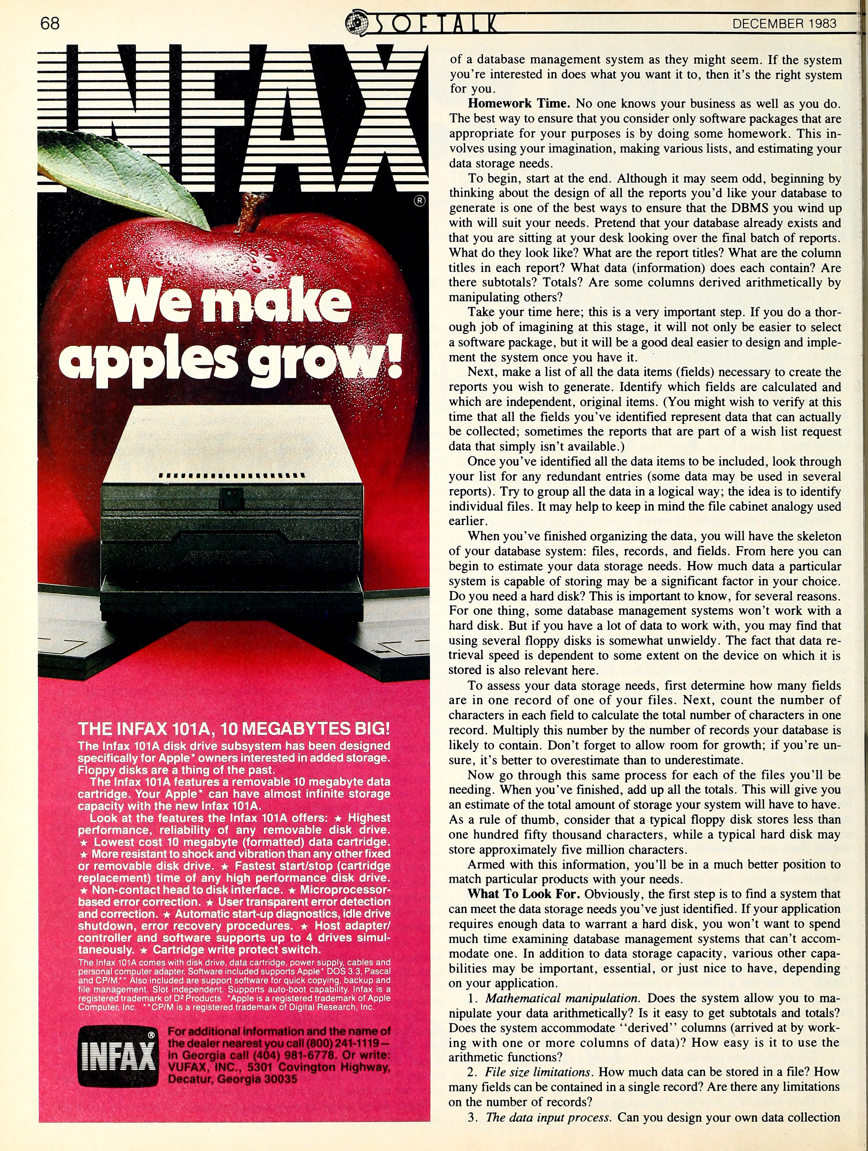 68
SOFTALK
DECEMBER 1983
INFAX
®
We make
apples grow!
THE INFAX 101A, 10 MEGABYTES BIG!
The Infax 101A disk drive subsystem has been designed
specifically for Apple* owners interested in added storage.
Floppy disks are a thing of the past.
The Infax 101A features a removable 10 megabyte data
cartridge. Your Apple* can have almost infinite storage
capacity with the new Infax 101A.
Look at the features the Infax 101A offers: ★ Highest
performance, reliability of any removable disk drive.
★ Lowest cost 10 megabyte (formatted) data cartridge.
★ More resistant to shock and vibration than any other fixed
or removable disk drive. ★ Fastest start/stop (cartridge
replacement) time of any high performance disk drive.
★ Non-contact head to disk interface. ★ Microprocessor-
based error correction. ★ User transparent error detection
and correction. ★ Automatic start-up diagnostics, idle drive
shutdown, error recovery procedures. ★ Host adapter/
controller and software supports up to 4 drives simul-
taneously. ★ Cartridge write protect switch.
The Infax 101A comes with disk drive, data cartridge, power supply, cables and
personal computer adapter. Software included supports Apple* DOS 3.3, Pascal
and CP/M** Also included are support software for quick copying, backup and
file management. Slot independent. Supports auto-boot capability. Infax is a
registered trademark of D³ Products *Apple is a registered trademark of Apple
Computer, Inc. **CP/M is a registered trademark of Digital Research, Inc.
INFAX®
For additional information and the name of
the dealer nearest you call (800) 241-1119—
in Georgia call (404) 981-6778. Or write:
VUFAX, INC., 5301 Covington Highway,
Decatur, Georgia 30035
of a database management system as they might seem. If the system
you're interested in does what you want it to, then it's the right system
for you.
Homework Time. No one knows your business as well as you do.
The best way to ensure that you consider only software packages that are
appropriate for your purposes is by doing some homework. This in-
volves using your imagination, making various lists, and estimating your
data storage needs.
To begin, start at the end. Although it may seem odd, beginning by
thinking about the design of all the reports you'd like your database to
generate is one of the best ways to ensure that the DBMS you wind up
with will suit your needs. Pretend that your database already exists and
that you are sitting at your desk looking over the final batch of reports.
What do they look like? What are the report titles? What are the column
titles in each report? What data (information) does each contain? Are
there subtotals? Totals? Are some columns derived arithmetically by
manipulating others?
Take your time here; this is a very important step. If you do a thor-
ough job of imagining at this stage, it will not only be easier to select
a software package, but it will be a good deal easier to design and imple-
ment the system once you have it.
Next, make a list of all the data items (fields) necessary to create the
reports you wish to generate. Identify which fields are calculated and
which are independent, original items. (You might wish to verify at this
time that all the fields you've identified represent data that can actually
be collected; sometimes the reports that are part of a wish list request
data that simply isn't available.)
Once you've identified all the data items to be included, look through
your list for any redundant entries (some data may be used in several
reports). Try to group all the data in a logical way; the idea is to identify
individual files. It may help to keep in mind the file cabinet analogy used
earlier.
When you've finished organizing the data, you will have the skeleton
of your database system: files, records, and fields. From here you can
begin to estimate your data storage needs. How much data a particular
system is capable of storing may be a significant factor in your choice.
Do you need a hard disk? This is important to know, for several reasons.
For one thing, some database management systems won't work with a
hard disk. But if you have a lot of data to work with, you may find that
using several floppy disks is somewhat unwieldy. The fact that data re-
trieval speed is dependent to some extent on the device on which it is
stored is also relevant here.
To assess your data storage needs, first determine how many fields
are in one record of one of your files. Next, count the number of
characters in each field to calculate the total number of characters in one
record. Multiply this number by the number of records your database is
likely to contain. Don't forget to allow room for growth; if you're un-
sure, it's better to overestimate than to underestimate.
Now go through this same process for each of the files you'll be
needing. When you've finished, add up all the totals. This will give you
an estimate of the total amount of storage your system will have to have.
As a rule of thumb, consider that a typical floppy disk stores less than
one hundred fifty thousand characters, while a typical hard disk may
store approximately five million characters.
Armed with this information, you'll be in a much better position to
match particular products with your needs.
What To Look For. Obviously, the first step is to find a system that
can meet the data storage needs you've just identified. If your application
requires enough data to warrant a hard disk, you won't want to spend
much time examining database management systems that can't accom-
modate one. In addition to data storage capacity, various other capa-
bilities may be important, essential, or just nice to have, depending
on your application.
1. Mathematical manipulation. Does the system allow you to ma-
nipulate your data arithmetically? Is it easy to get subtotals and totals?
Does the system accommodate "derived" columns (arrived at by work-
ing with one or more columns of data)? How easy is it to use the
arithmetic functions?
2. File size limitations. How much data can be stored in a file? How
many fields can be contained in a single record? Are there any limitations
on the number of records?
3. The data input process. Can you design your own data collection